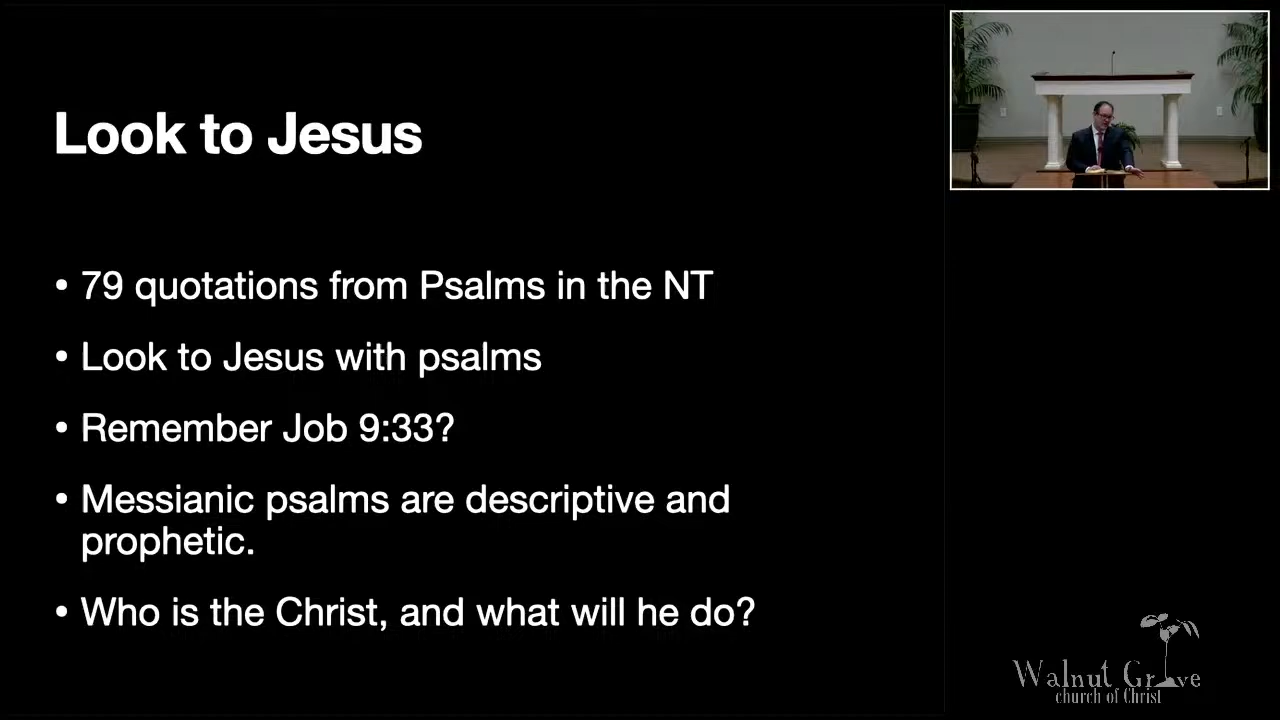 Look to Jesus
• 79 quotations from Psalms in the NT
• Look to Jesus with psalms
• Remember Job 9:33?
• Messianic psalms are descriptive and
prophetic.
• Who is the Christ, and what will he do?
Walnut Grove
church of Christ